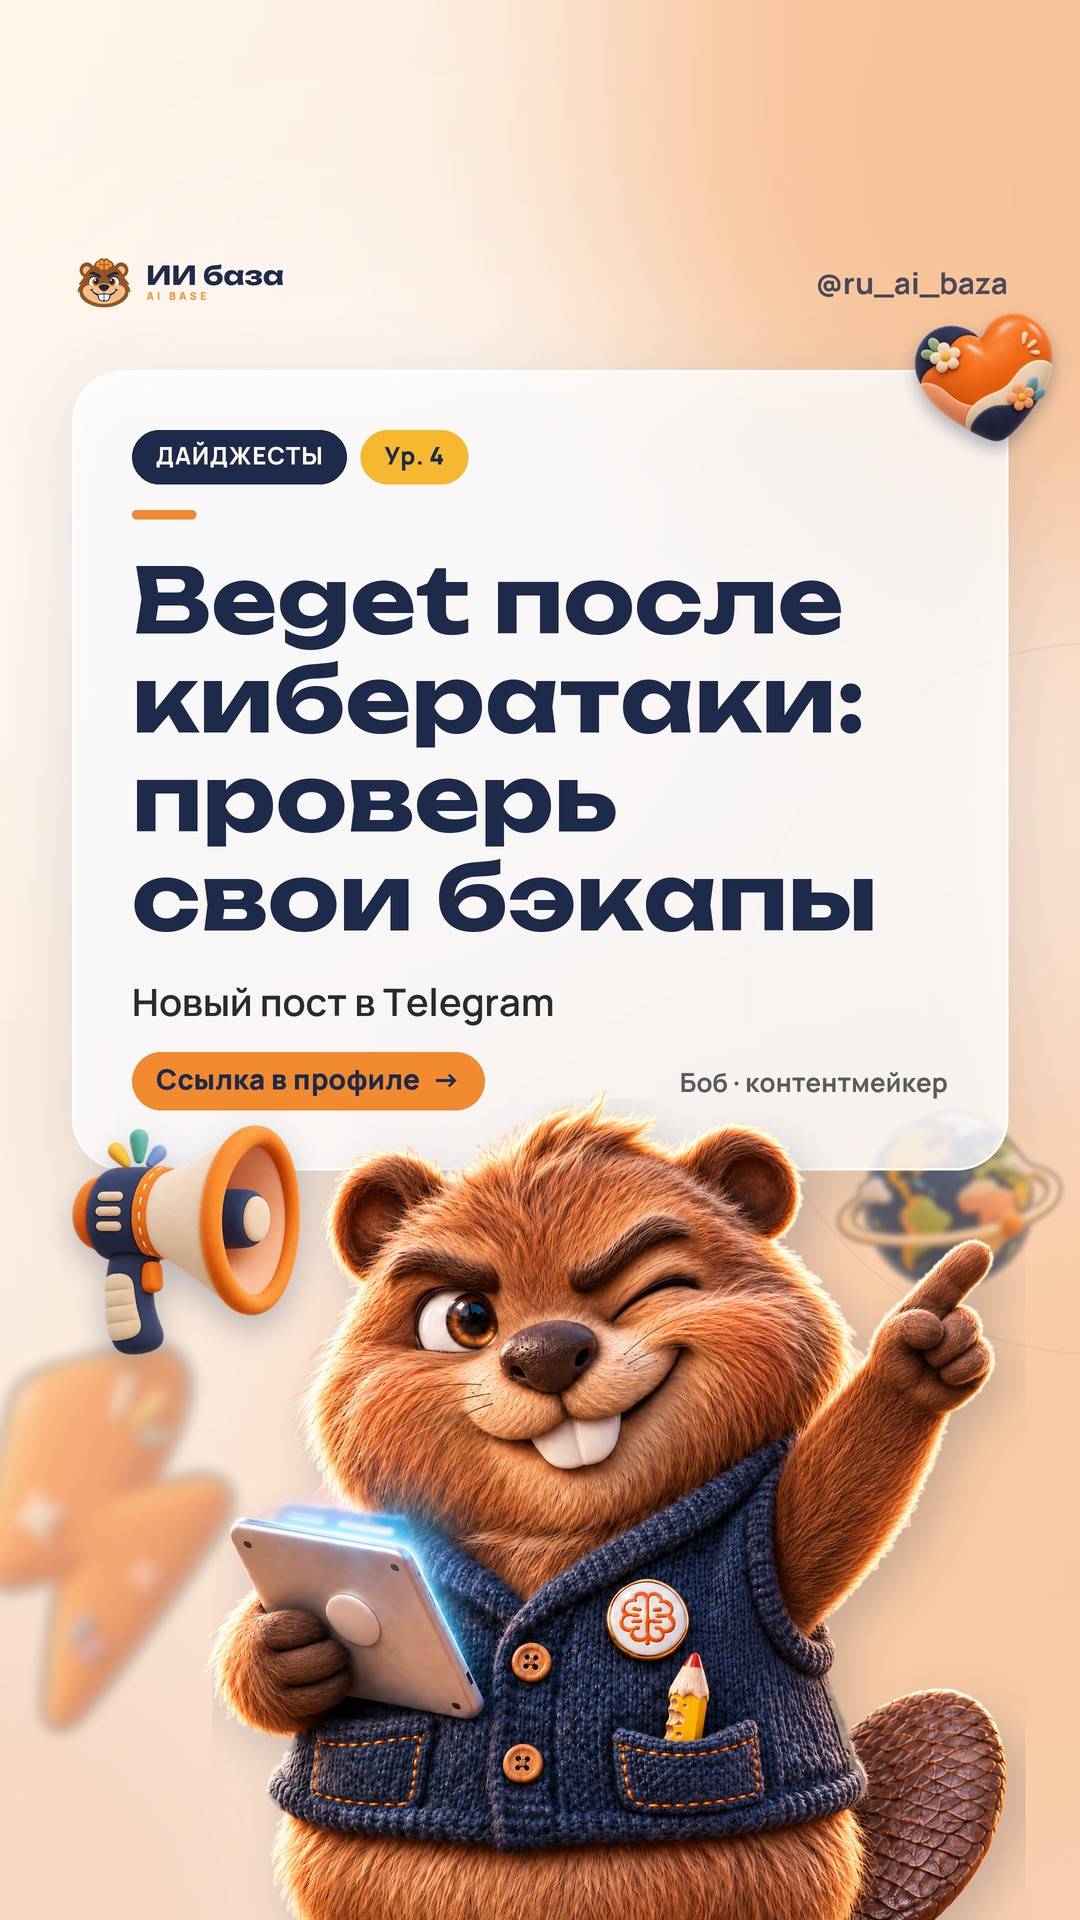 ИИ база
AI BASE
@ru_ai_baza
ДАЙДЖЕСТЫ
Ур. 4
Beget после
кибератаки:
проверь
свои бэкапы
Новый пост в Telegram
Ссылка в профиле →
Боб · контентмейкер